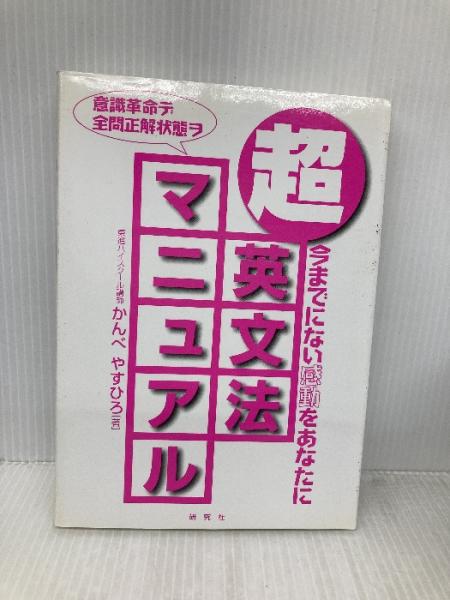 意識革命デ
全問正解状態ヲ
超
英文法
マニュアル
今までにない感動をあなたに
東進ハイスクール講師 かんべ やすひろ[著]
研究社